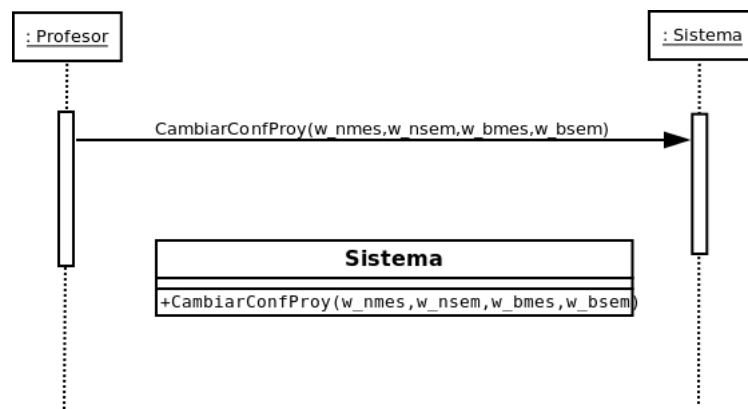 : Profesor
: Sistema
CambiarConfProy(w_nmes,w_nsem,w_bmes,w_bsem)
Sistema
+CambiarConfProy(w_nmes,w_nsem,w_bmes,w_bsem)